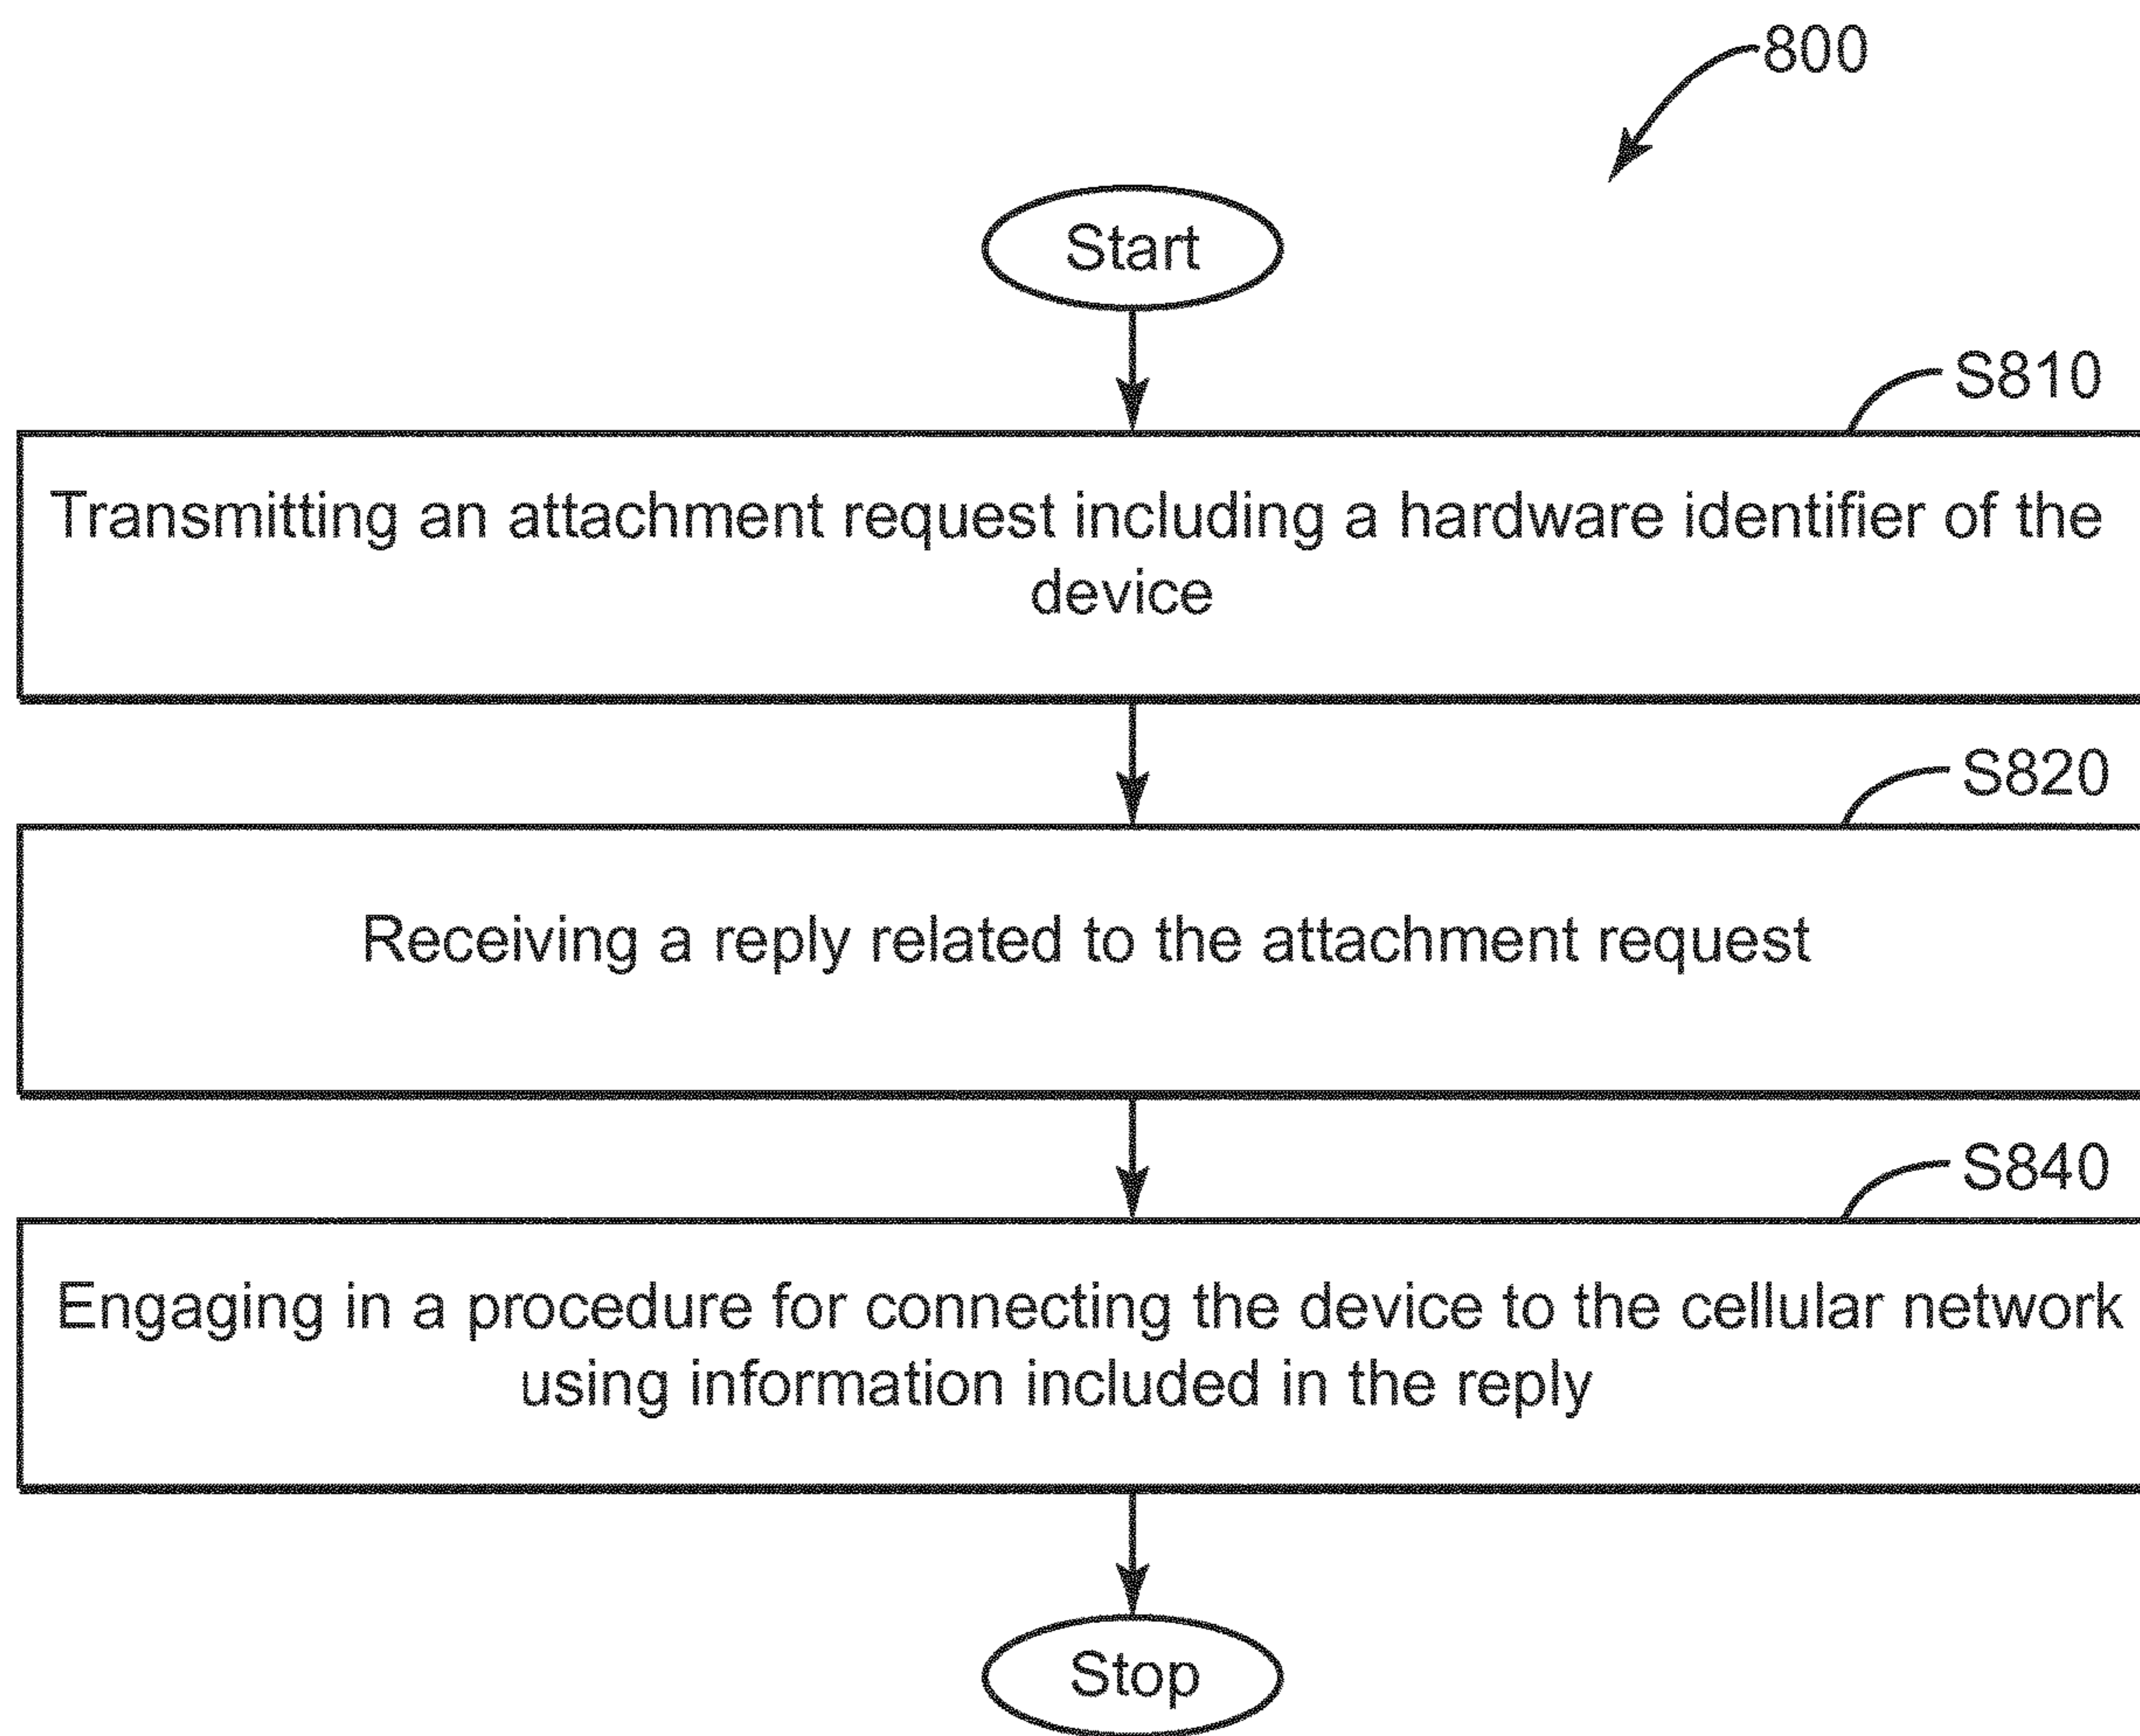 800
Start
S810
Transmitting an attachment request including a hardware identifier of the
device
S820
Receiving a reply related to the attachment request
S840
Engaging in a procedure for connecting the device to the cellular network
using information included in the reply
Stop